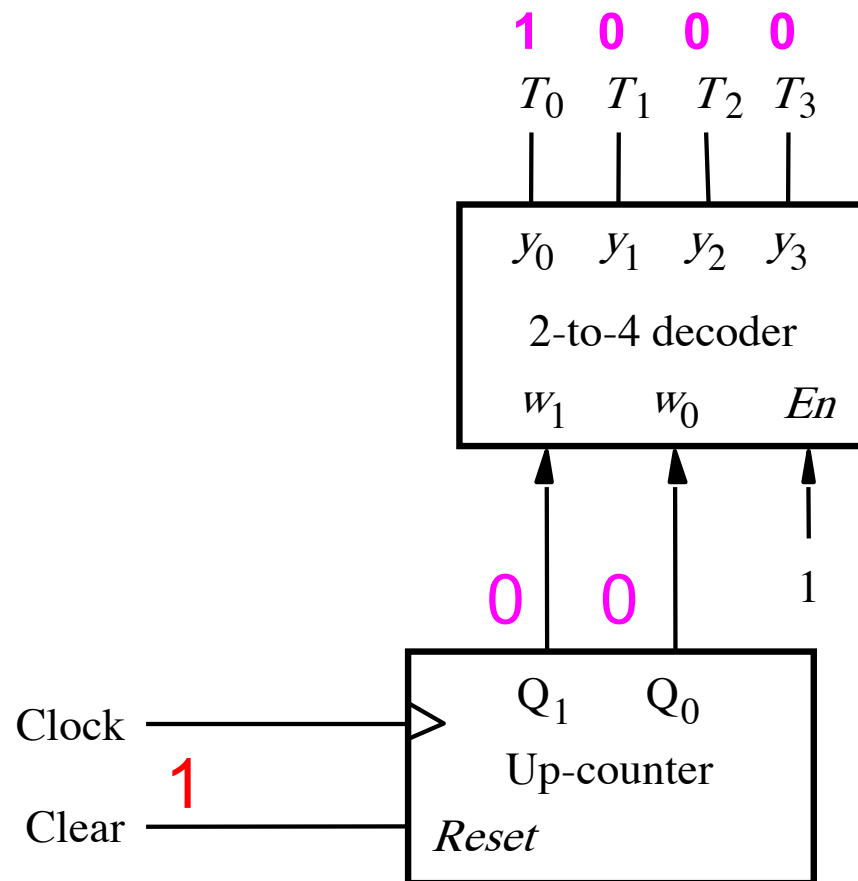 1 0 0 0
T0 T1 T2 T3
y0 y1 y2 y3
2-to-4 decoder
w1 w0 En
0 0 1
Q1 Q0
Clock
Up-counter
1
Clear Reset